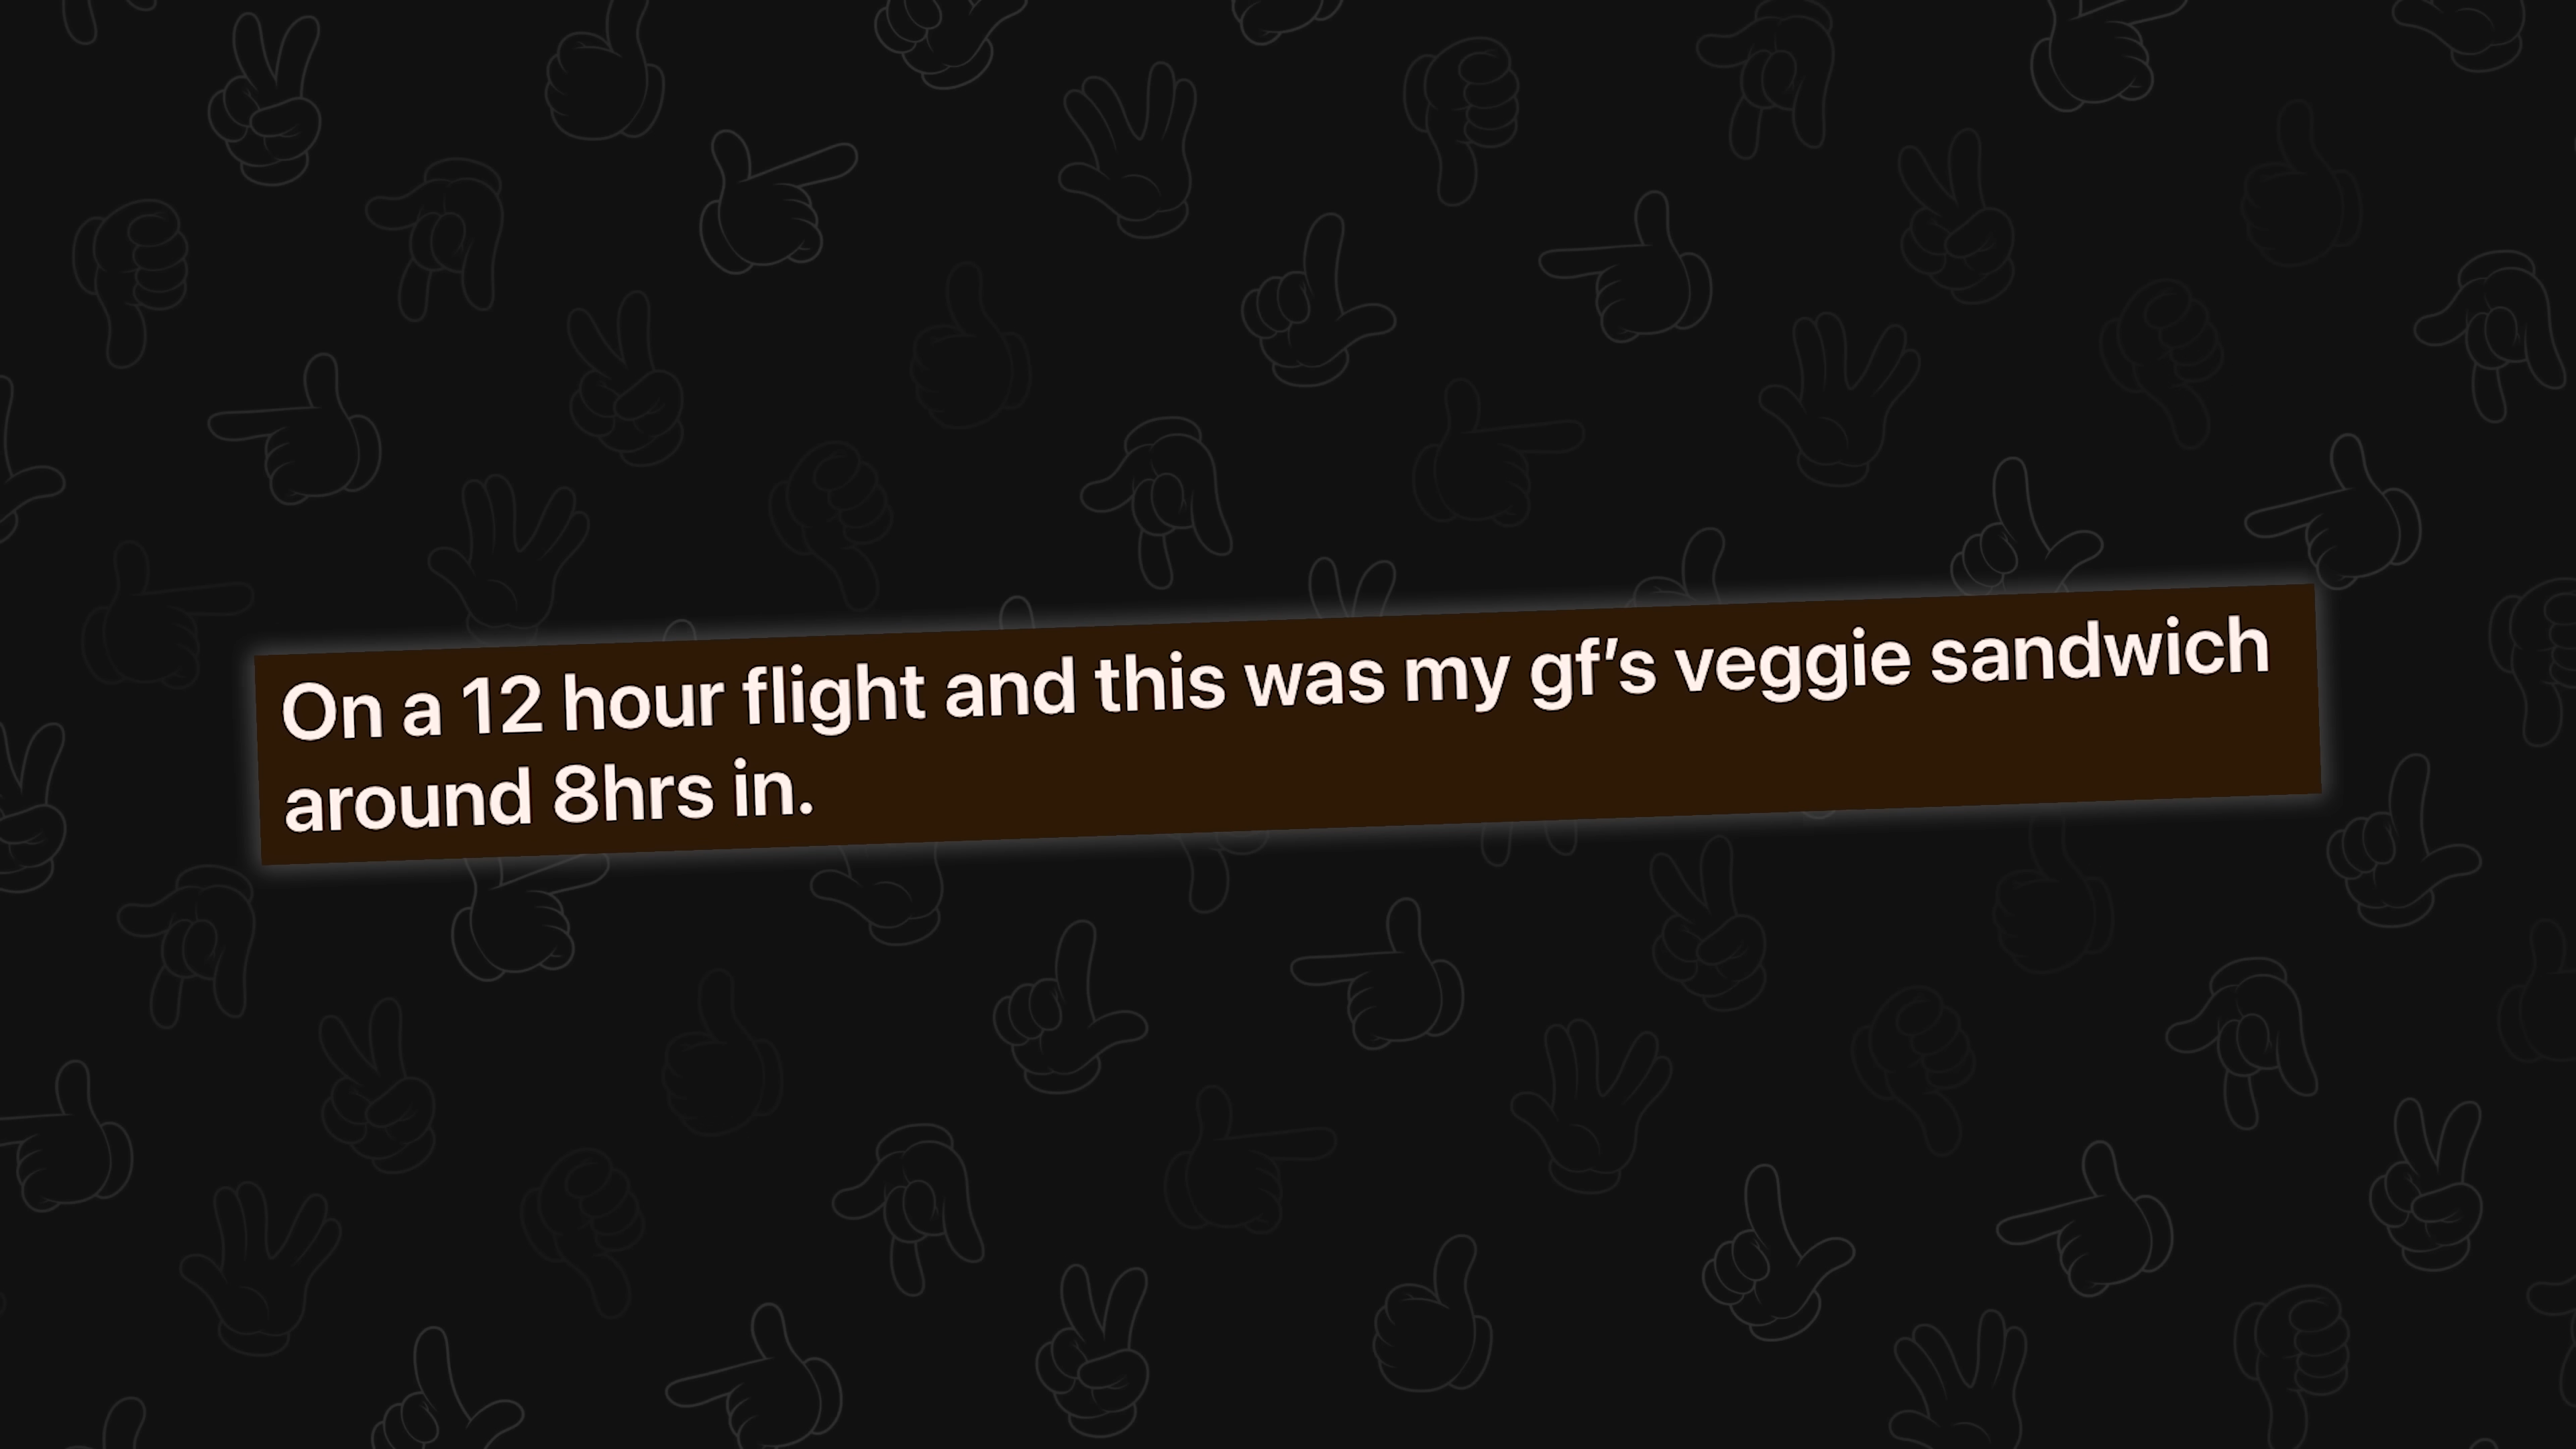 On a 12 hour flight and this was my gf’s veggie sandwich
around 8hrs in.